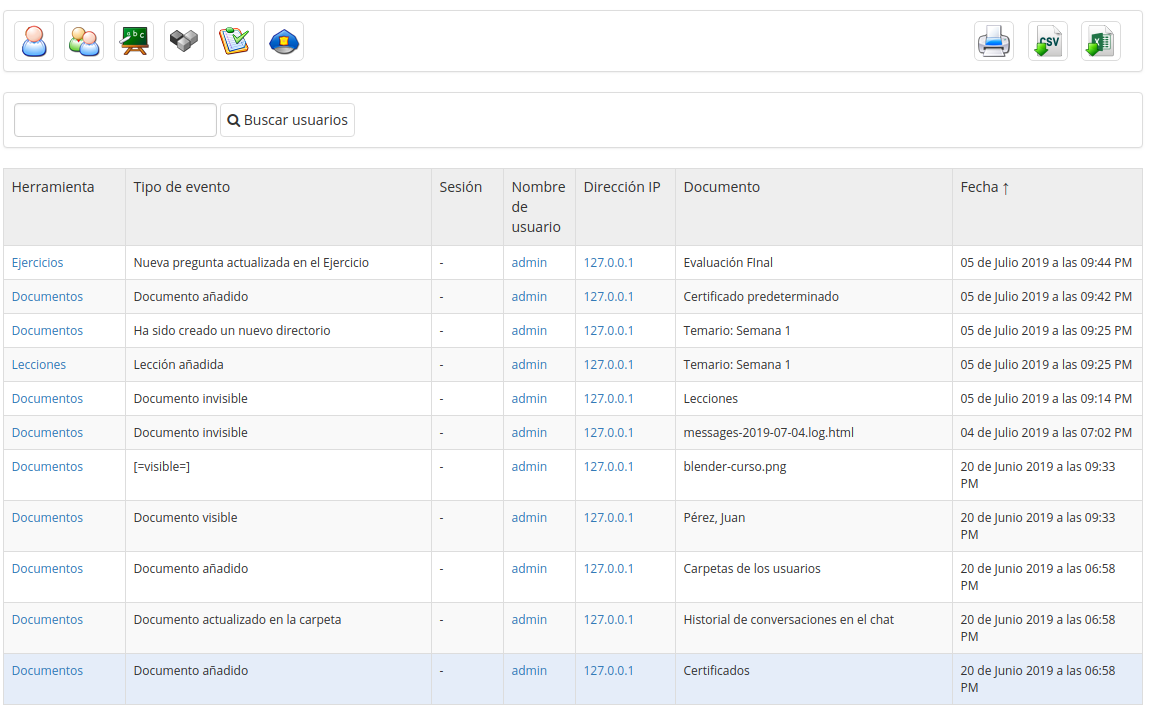 abc
CSV
Buscar usuarios
Herramienta Tipo de evento Sesión Nombre de usuario Dirección IP Documento Fecha ↑
Ejercicios Nueva pregunta actualizada en el Ejercicio - admin 127.0.0.1 Evaluación FInal 05 de Julio 2019 a las 09:44 PM
Documentos Documento añadido - admin 127.0.0.1 Certificado predeterminado 05 de Julio 2019 a las 09:42 PM
Documentos Ha sido creado un nuevo directorio - admin 127.0.0.1 Temario: Semana 1 05 de Julio 2019 a las 09:25 PM
Lecciones Lección añadida - admin 127.0.0.1 Temario: Semana 1 05 de Julio 2019 a las 09:25 PM
Documentos Documento invisible - admin 127.0.0.1 Lecciones 05 de Julio 2019 a las 09:14 PM
Documentos Documento invisible - admin 127.0.0.1 messages-2019-07-04.log.html 04 de Julio 2019 a las 07:02 PM
Documentos [=visible=] - admin 127.0.0.1 blender-curso.png 20 de Junio 2019 a las 09:33 PM
Documentos Documento visible - admin 127.0.0.1 Pérez, Juan 20 de Junio 2019 a las 09:33 PM
Documentos Documento añadido - admin 127.0.0.1 Carpetas de los usuarios 20 de Junio 2019 a las 06:58 PM
Documentos Documento actualizado en la carpeta - admin 127.0.0.1 Historial de conversaciones en el chat 20 de Junio 2019 a las 06:58 PM
Documentos Documento añadido - admin 127.0.0.1 Certificados 20 de Junio 2019 a las 06:58 PM